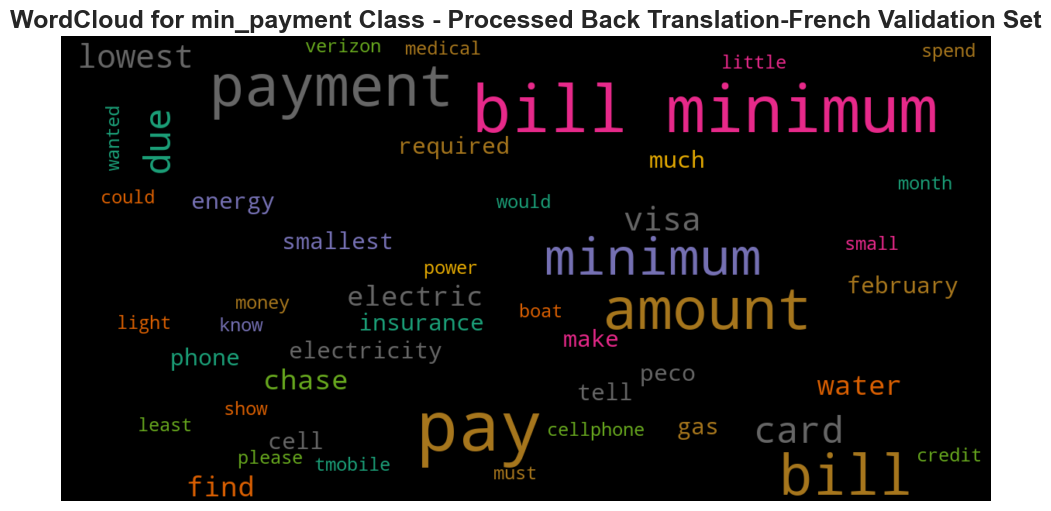 WordCloud for min_payment Class - Processed Back Translation-French Validation Set
lowest
verizon
medical
little
spend
payment
bill minimum
wanted
due
required
much
month
could
energy
would
visa
smallest
small
minimum
power
february
electric
money
amount
boat
light
know
insurance
make
phone
electricity
chase
peco
tell
water
show
least
pay
cellphone
gas
card
cell
please
tmobile
must
credit
find
bill